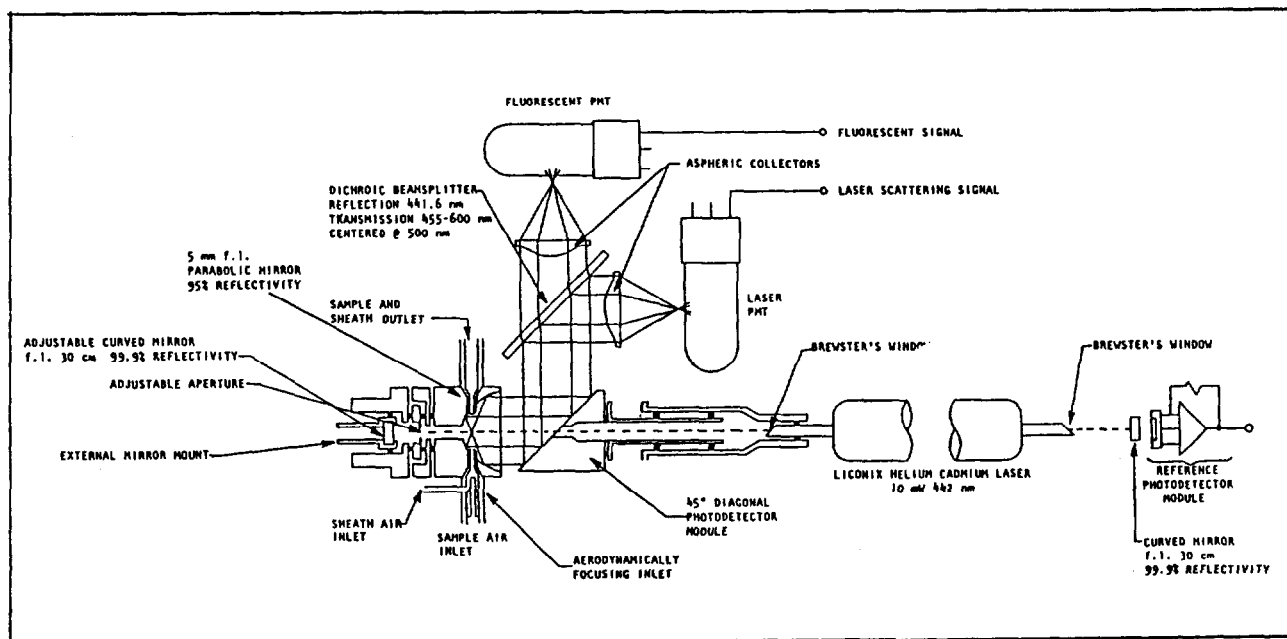 FLUORESCENT PMT
FLUORESCENT SIGNAL
ASPHERIC COLLECTORS
LASER SCATTERING SIGNAL
DICHROIC BEAMSPLITTER
REFLECTION 441.6 nm
TRANSMISSION 455-600 nm
CENTERED @ 500 nm
5 mm f.l.
PARABOLIC MIRROR
95% REFLECTIVITY
SAMPLE AND
SHEATH OUTLET
LASER
PMT
ADJUSTABLE CURVED MIRROR
f.l. 30 cm 99.9% REFLECTIVITY
ADJUSTABLE APERTURE
BREWSTER'S WINDOW
BREWSTER'S WINDOW
EXTERNAL MIRROR MOUNT
LICONIX HELIUM CADMIUM LASER
10 mW 442 nm
REFERENCE
PHOTODETECTOR
MODULE
45° DIAGONAL
PHOTODETECTOR
MODULE
SHEATH AIR
INLET
SAMPLE AIR
INLET
AERODYNAMICALLY
FOCUSING INLET
CURVED MIRROR
f.l. 30 cm
99.9% REFLECTIVITY